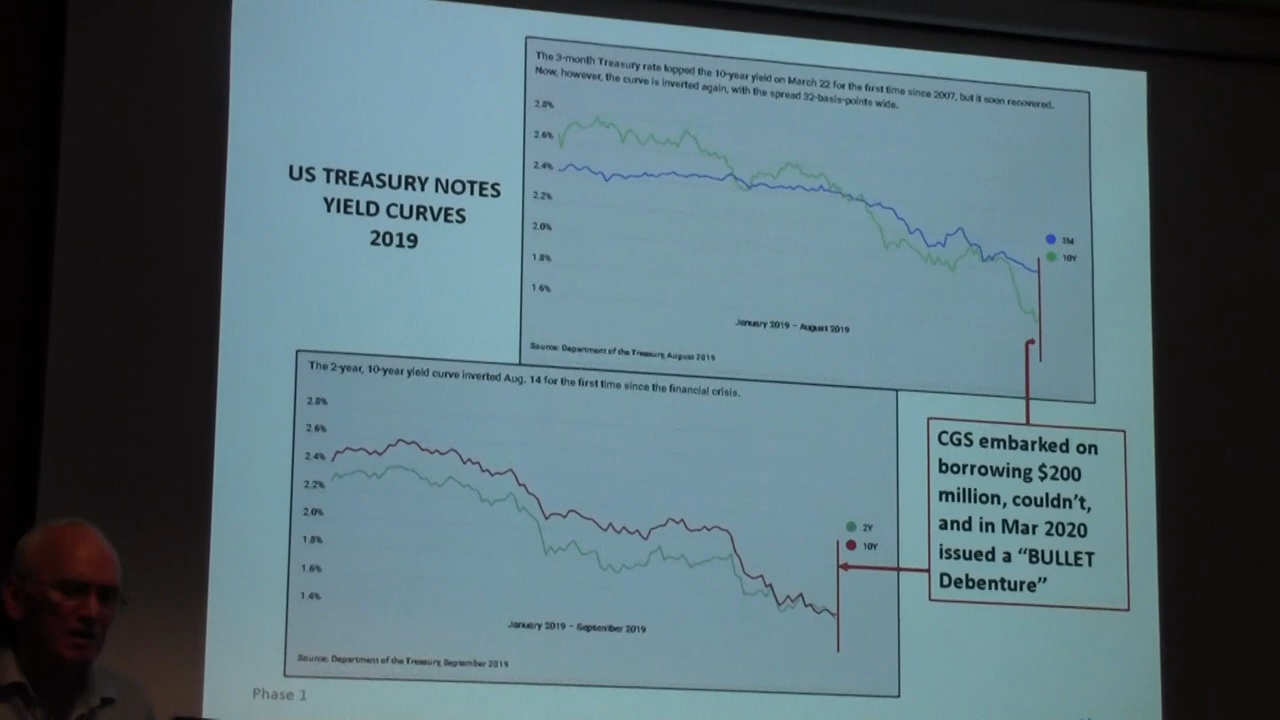 US TREASURY NOTES
YIELD CURVES
2019
The 3-month Treasury rate topped the 10-year yield on March 22 for the first time since 2007, but it soon recovered.
Now, however, the curve is inverted again, with the spread 32-basis-points wide.
2.8%
2.6%
2.4%
2.2%
2.0%
1.8%
1.6%
10Y
January 2019 – August 2019
Source: Department of the Treasury, August 2019
The 2-year, 10-year yield curve inverted Aug. 14 for the first time since the financial crisis.
2.8%
2.6%
2.4%
2.2%
2.0%
1.8%
1.6%
1.4%
2Y
10Y
January 2019 – September 2019
Source: Department of the Treasury, September 2019
CGS embarked on
borrowing $200
million, couldn't,
and in Mar 2020
issued a "BULLET
Debenture"
Phase 1